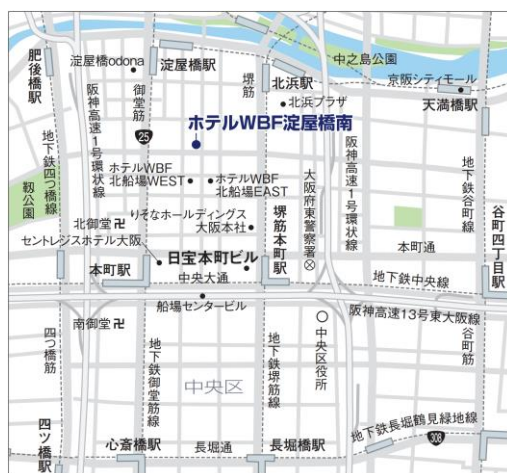 中之島公園
淀屋橋odona
淀屋橋駅
肥後橋駅
阪神高速1号環状線
御堂筋
25
堺筋
北浜駅
北浜プラザ
京阪シティモール
天満橋駅
ホテルWBF淀屋橋南
地下鉄四つ橋線
靱公園
ホテルWBF
北船場WEST
ホテルWBF
北船場EAST
大阪府東警察署
阪神高速1号環状線
地下鉄谷町線
北御堂
りそなホールディングス
大阪本社
セントレジスホテル大阪
堺筋本町駅
本町通
谷町四丁目駅
本町駅
日宝本町ビル
中央大通
地下鉄中央線
船場センタービル
阪神高速13号東大阪線
南御堂
四つ橋筋
地下鉄御堂筋線
地下鉄堺筋線
中央区役所
谷町筋
中央区
地下鉄長堀鶴見緑地線
308
四ツ橋駅
心斎橋駅
長堀通
長堀橋駅